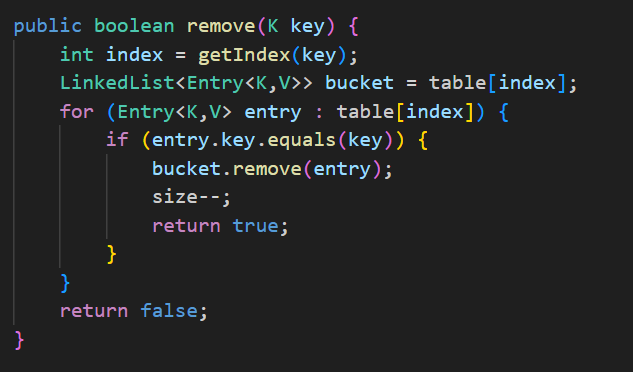 public boolean remove(K key) {
    int index = getIndex(key);
    LinkedList<Entry<K,V>> bucket = table[index];
    for (Entry<K,V> entry : table[index]) {
        if (entry.key.equals(key)) {
            bucket.remove(entry);
            size--;
            return true;
        }
    }
    return false;
}